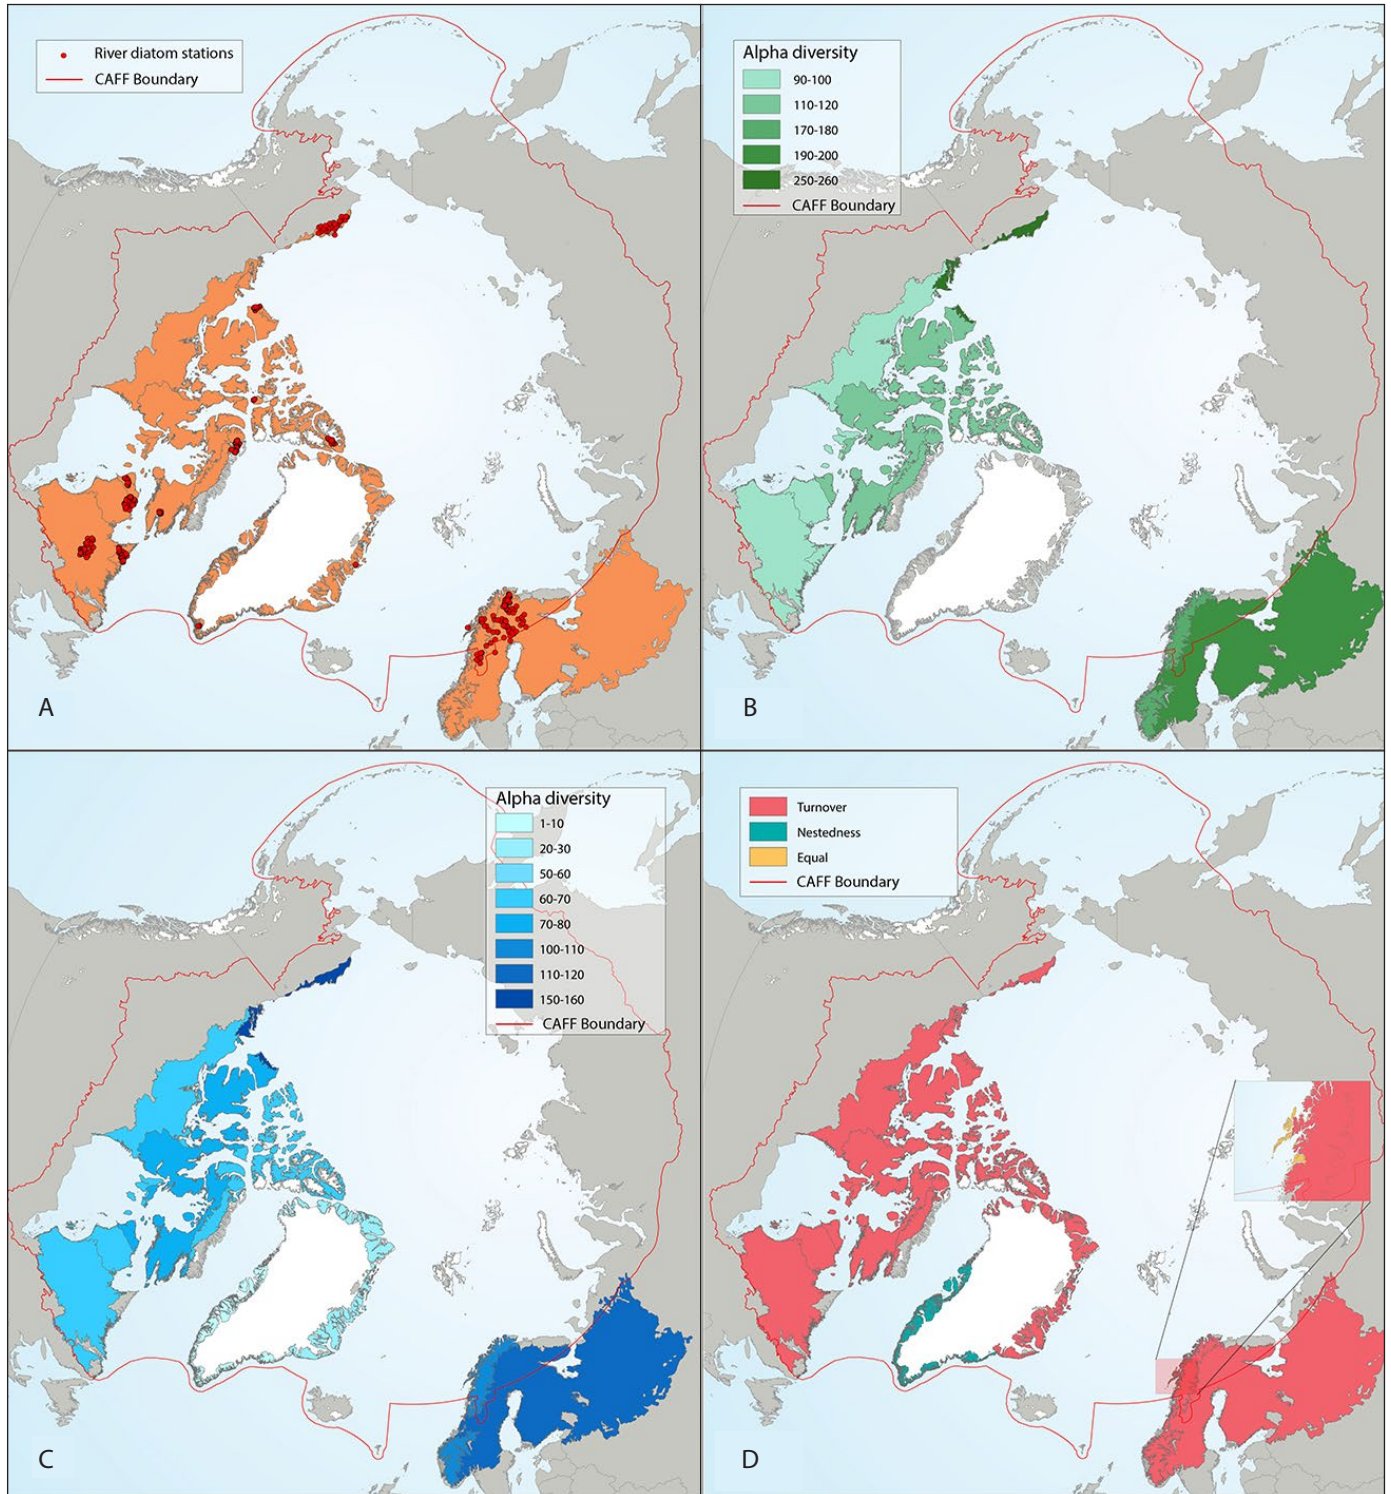 River diatom stations
CAFF Boundary
A
Alpha diversity
90-100
110-120
170-180
190-200
250-260
CAFF Boundary
B
Alpha diversity
1-10
20-30
50-60
60-70
70-80
100-110
110-120
150-160
CAFF Boundary
C
Turnover
Nestedness
Equal
CAFF Boundary
D